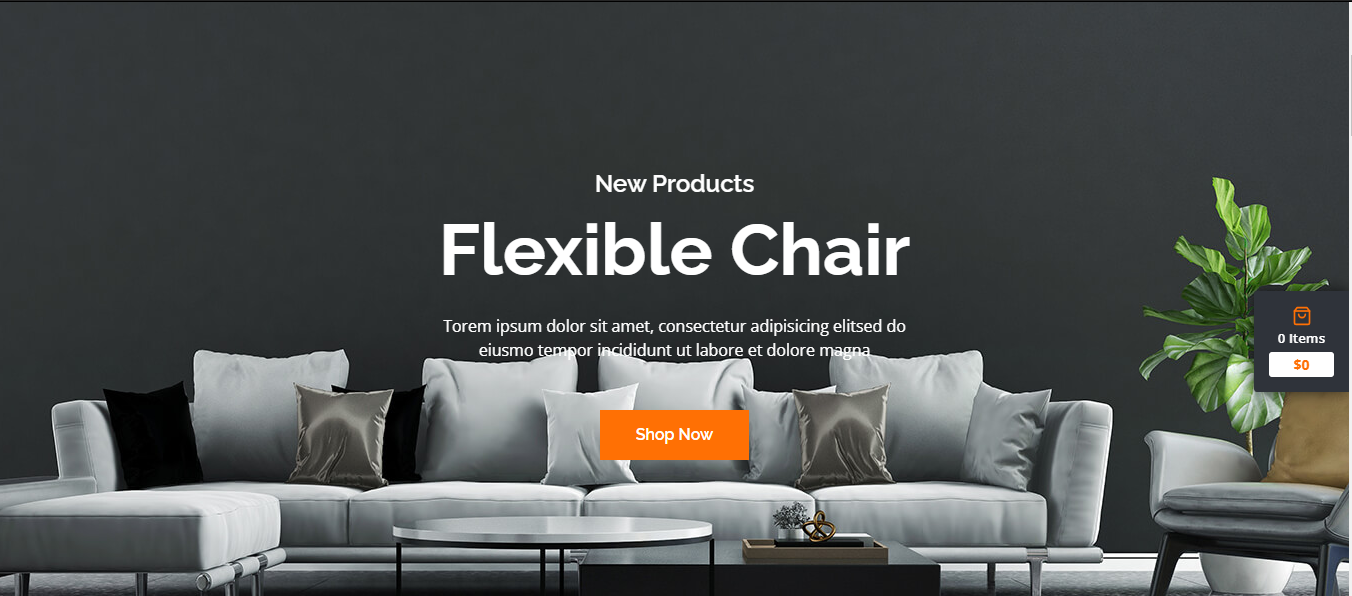 New Products
Flexible Chair
Torem ipsum dolor sit amet, consectetur adipisicing elitsed do
eiusmo tempor incididunt ut labore et dolore magna
Shop Now
0 Items
$0